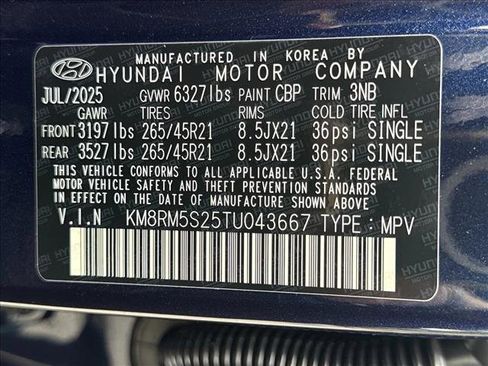 MANUFACTURED IN KOREA BY
HYUNDAI MOTOR COMPANY
JUL/2025 GVWR 6327lbs PAINT CBP TRIM 3NB
GAWR TIRES RIMS COLD TIRE INFL
FRONT 3197 lbs 265/45R21 8.5JX21 36psi SINGLE
REAR 3527lbs 265/45R21 8.5JX21 36psi SINGLE
THIS VEHICLE CONFORMS TO ALL APPLICABLE U.S.A. FEDERAL
MOTOR VEHICLE SAFETY AND THEFT PREVENTION STANDARDS
IN EFFECT ON THE DATE OF MANUFACTURE SHOWN ABOVE
V.I.N KM8RM5S25TU043667 TYPE : MPV